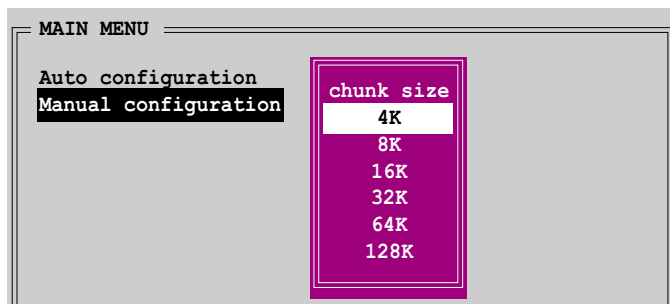 MAIN MENU
Auto configuration
Manual configuration
chunk size
4K
8K
16K
32K
64K
128K